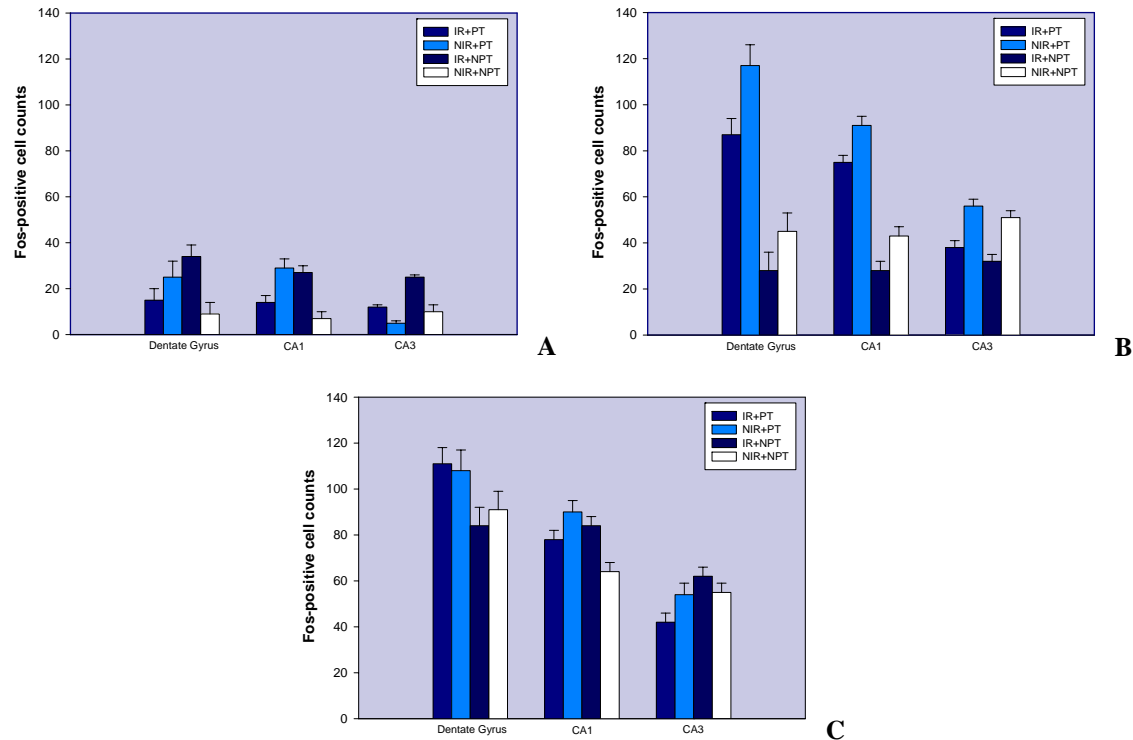 140
120
100
80
60
40
20
0
Fos-positive cell counts
IR+PT
NIR+PT
IR+NPT
NIR+NPT
Dentate Gyrus CA1 CA3
A
140
120
100
80
60
40
20
0
Fos-positive cell counts
IR+PT
NIR+PT
IR+NPT
NIR+NPT
Dentate Gyrus CA1 CA3
B
140
120
100
80
60
40
20
0
Fos-positive cell counts
IR+PT
NIR+PT
IR+NPT
NIR+NPT
Dentate Gyrus CA1 CA3
C